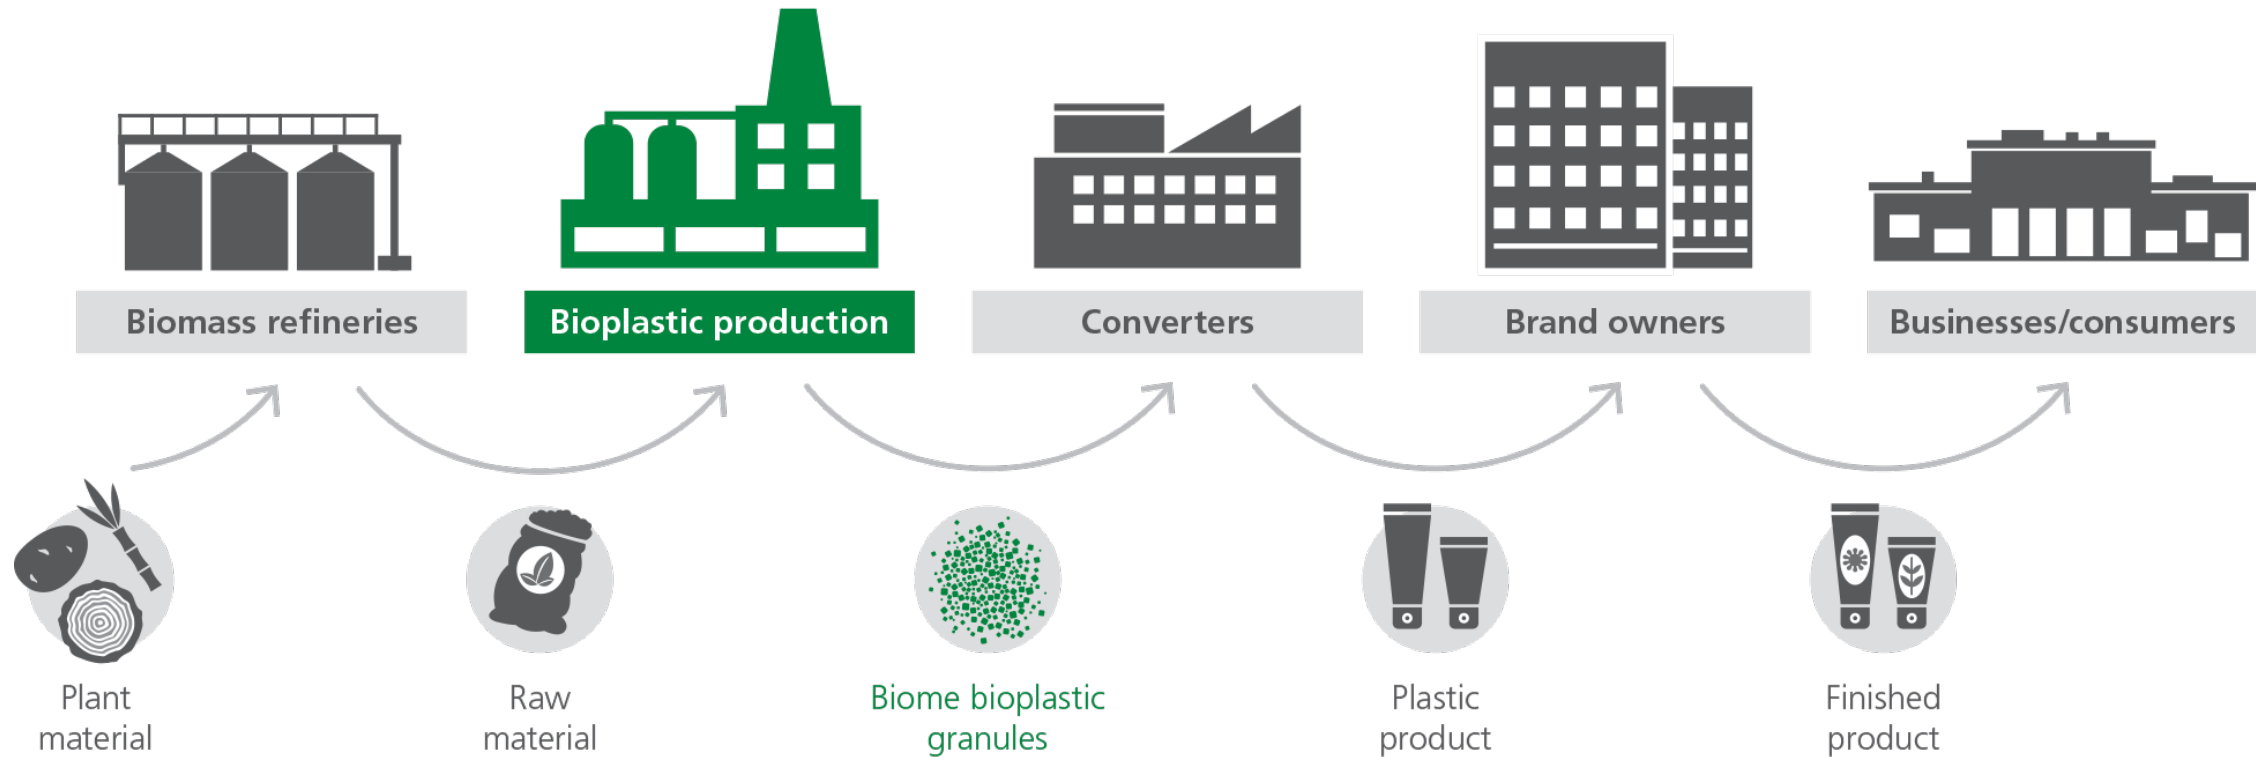 Biomass refineries
Bioplastic production
Converters
Brand owners
Businesses/consumers
Plant
material
Raw
material
Biome bioplastic
granules
Plastic
product
Finished
product